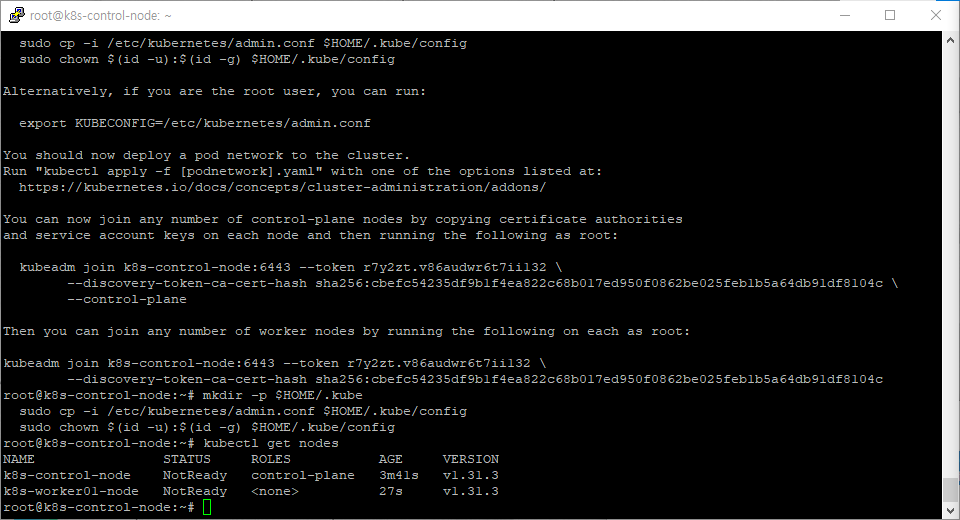 root@k8s-control-node: ~
sudo cp -i /etc/kubernetes/admin.conf $HOME/.kube/config
sudo chown $(id -u):$(id -g) $HOME/.kube/config
Alternatively, if you are the root user, you can run:
export KUBECONFIG=/etc/kubernetes/admin.conf
You should now deploy a pod network to the cluster.
Run "kubectl apply -f [podnetwork].yaml" with one of the options listed at:
https://kubernetes.io/docs/concepts/cluster-administration/addons/
You can now join any number of control-plane nodes by copying certificate authorities
and service account keys on each node and then running the following as root:
kubeadm join k8s-control-node:6443 --token r7y2zt.v86audwr6t7ii132 \
--discovery-token-ca-cert-hash sha256:cbefc54235df9b1f4ea822c68b017ed950f0862be025feb1b5a64db91df8104c \
--control-plane
Then you can join any number of worker nodes by running the following on each as root:
kubeadm join k8s-control-node:6443 --token r7y2zt.v86audwr6t7ii132 \
--discovery-token-ca-cert-hash sha256:cbefc54235df9b1f4ea822c68b017ed950f0862be025feb1b5a64db91df8104c
root@k8s-control-node:~# mkdir -p $HOME/.kube
sudo cp -i /etc/kubernetes/admin.conf $HOME/.kube/config
sudo chown $(id -u):$(id -g) $HOME/.kube/config
root@k8s-control-node:~# kubectl get nodes
NAME STATUS ROLES AGE VERSION
k8s-control-node NotReady control-plane 3m41s v1.31.3
k8s-worker01-node NotReady <none> 27s v1.31.3
root@k8s-control-node:~#